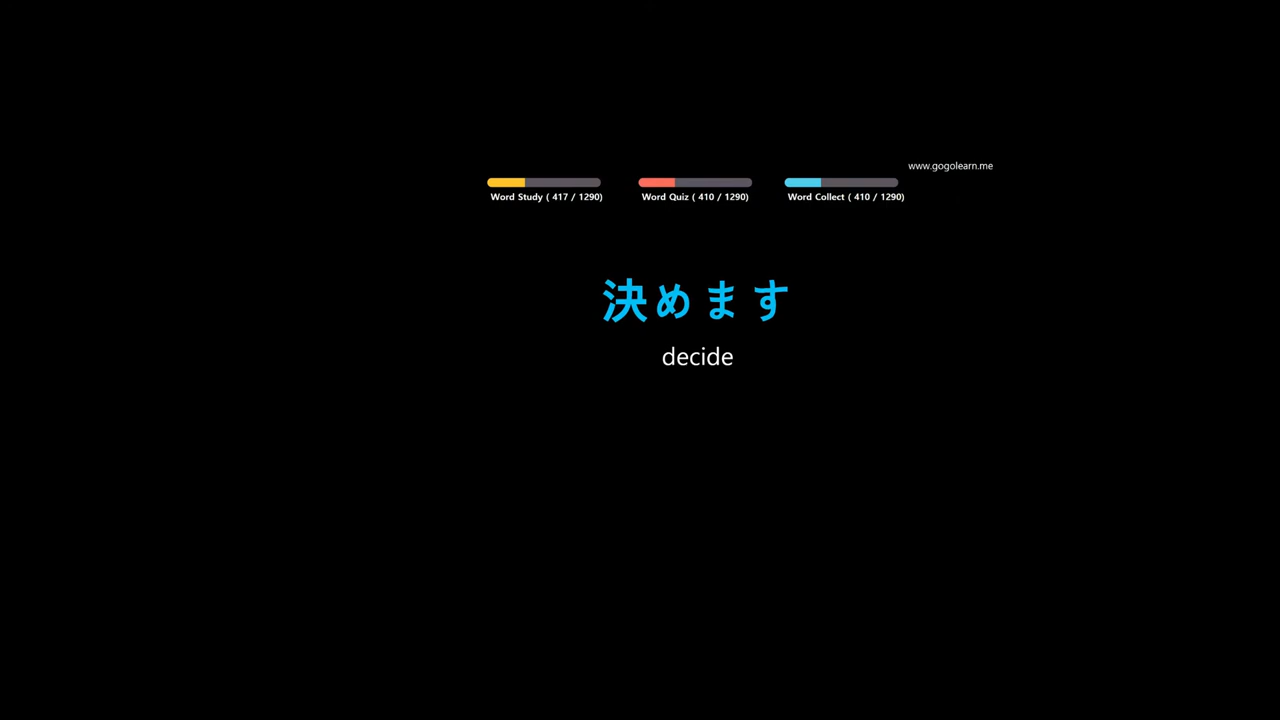 www.gogolearn.me
Word Study ( 417 / 1290)
Word Quiz ( 410 / 1290)
Word Collect ( 410 / 1290)
決めます
decide